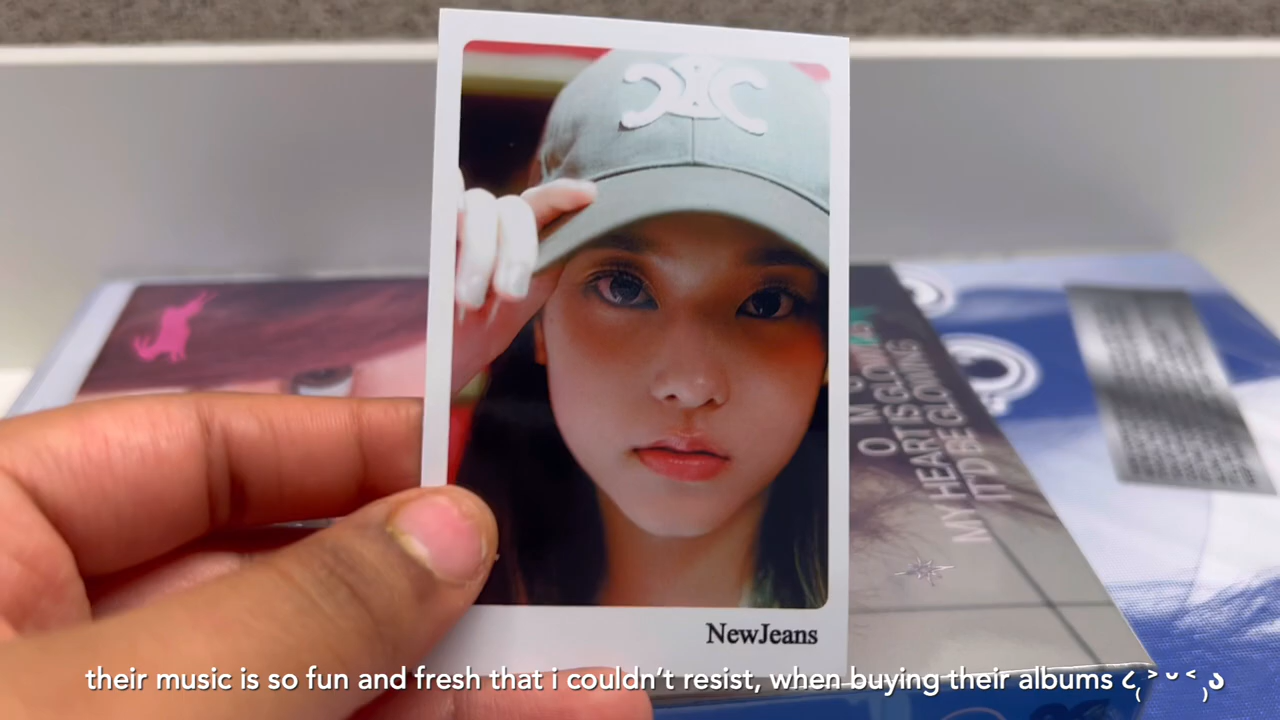 O M G
MY HEART IS GLOWING
IT'D BE GLOWING
NewJeans
their music is so fun and fresh that i couldn't resist, when buying their albums ૮₍ ˃ ᵕ ˂ ₎ა